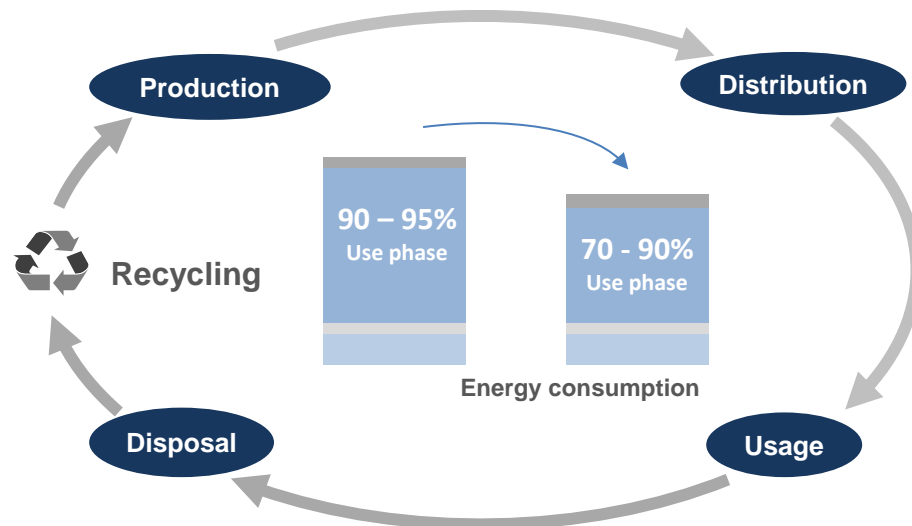 Production
Distribution
90 – 95%
Use phase
70 - 90%
Use phase
Recycling
Energy consumption
Disposal
Usage